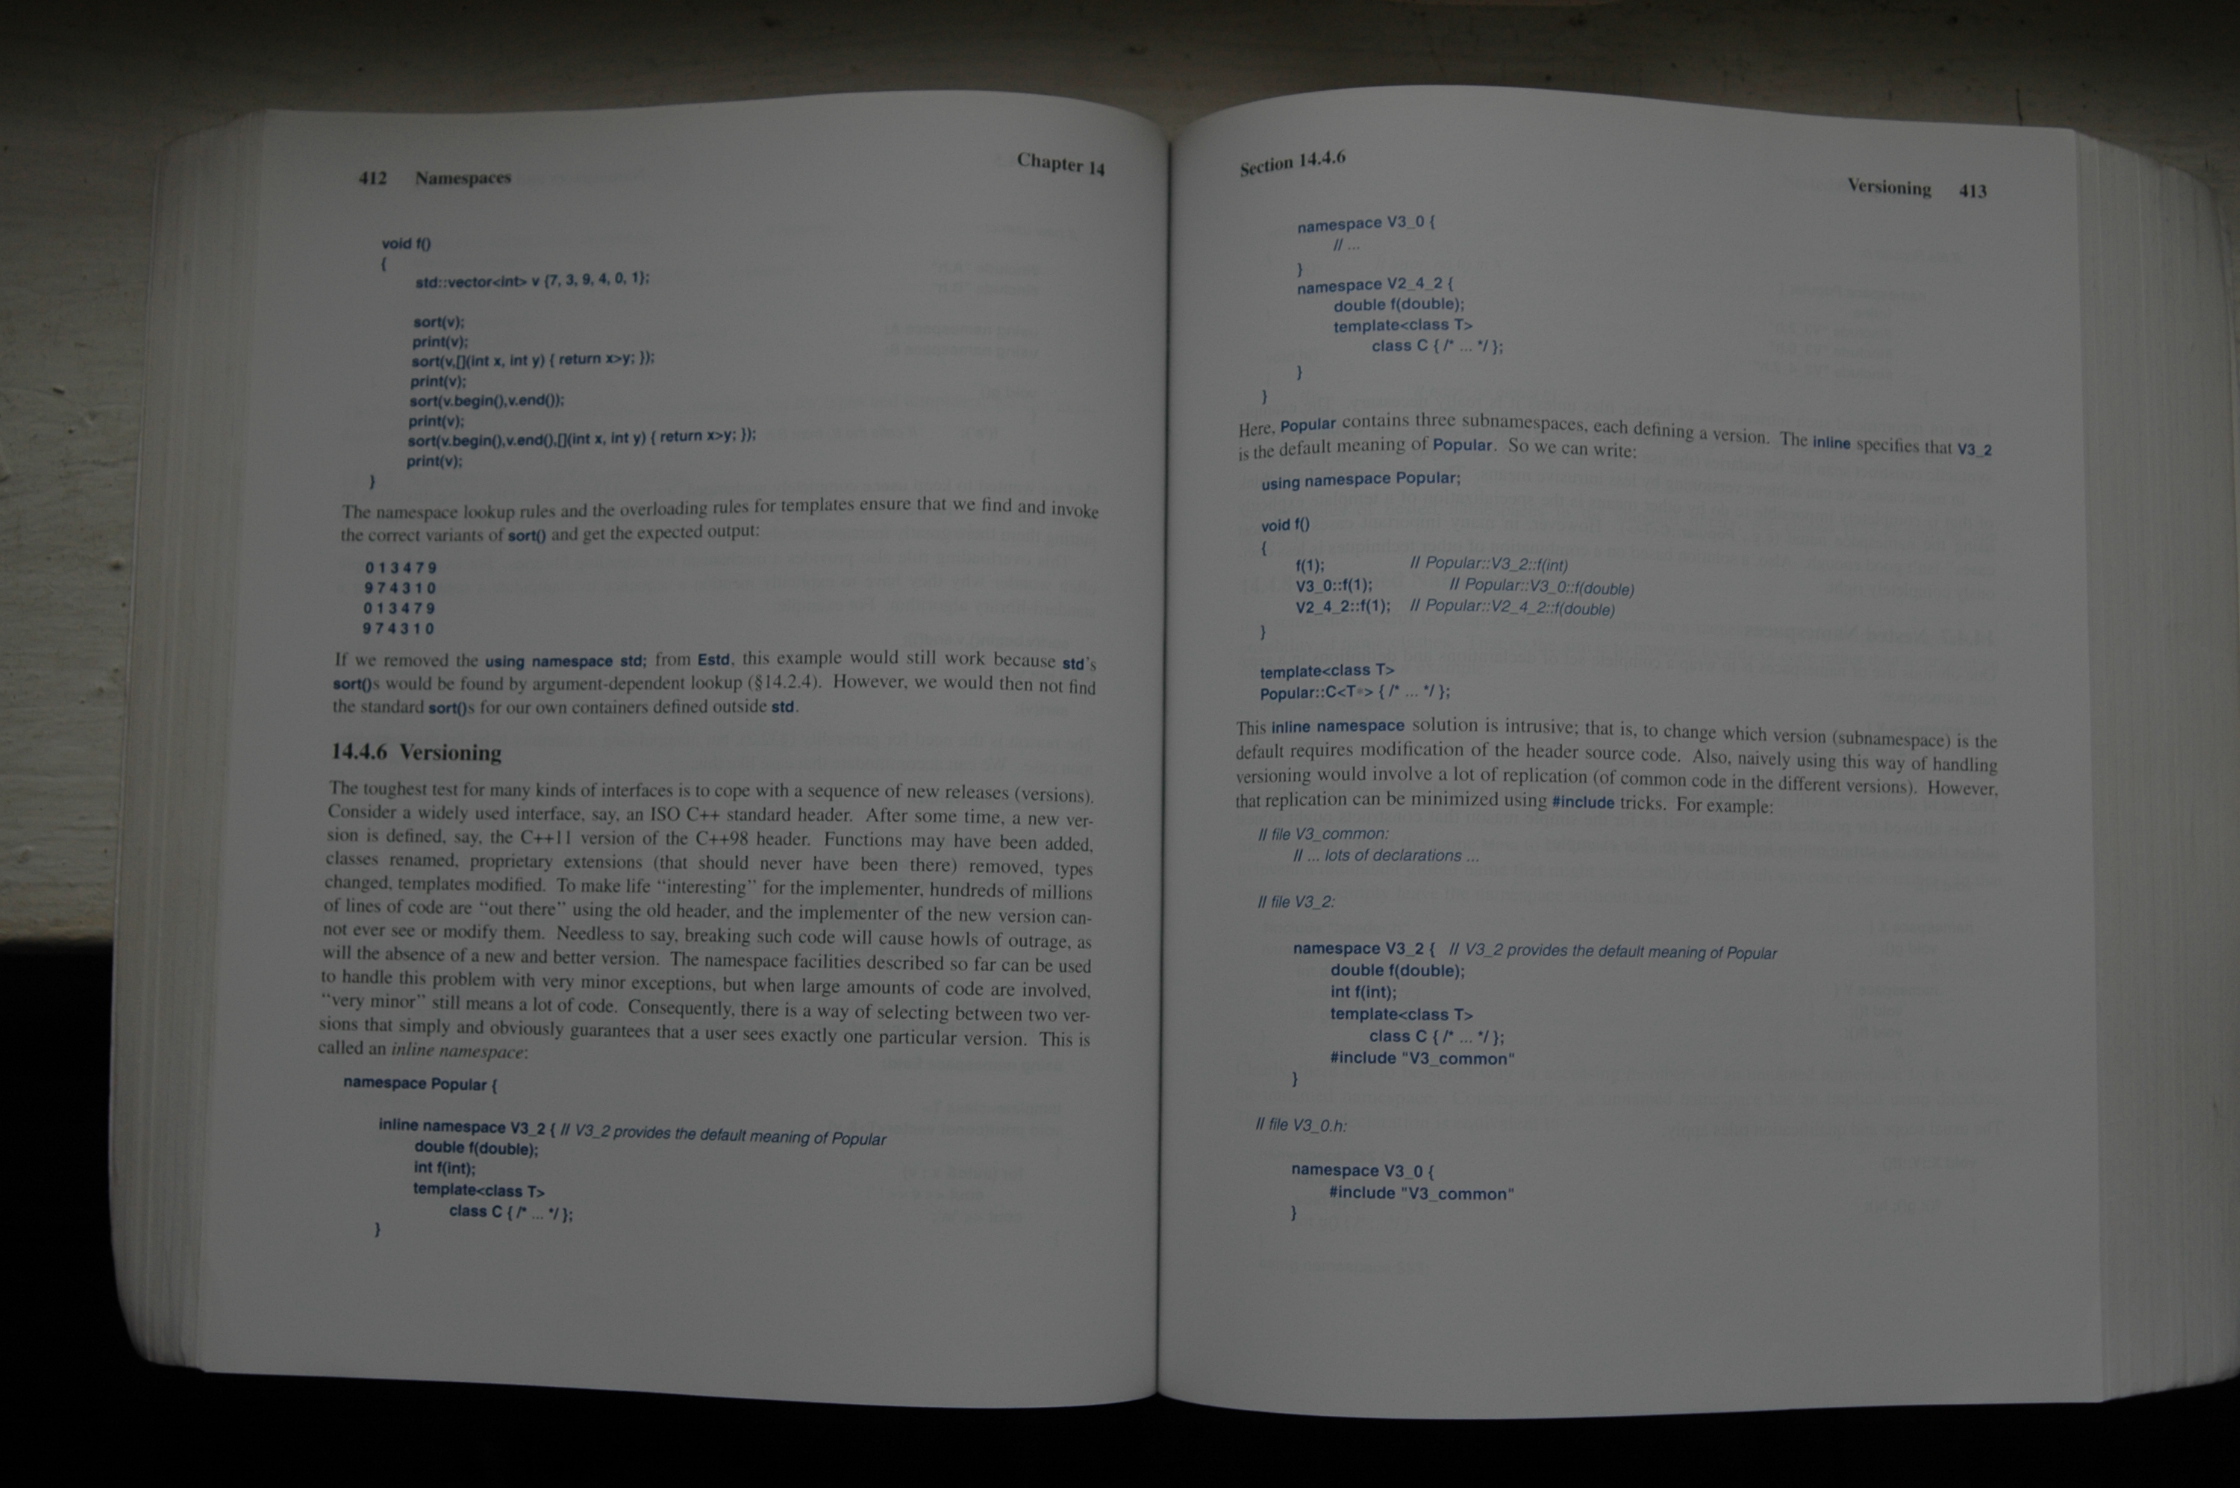 412 Namespaces Chapter 14
void f()
{
std::vector<int> v {7, 3, 9, 4, 0, 1};
sort(v);
print(v);
sort(v,[](int x, int y) { return x>y; });
print(v);
sort(v.begin(),v.end());
print(v);
sort(v.begin(),v.end(),[](int x, int y) { return x>y; });
print(v);
}
The namespace lookup rules and the overloading rules for templates ensure that we find and invoke
the correct variants of sort() and get the expected output:
0 1 3 4 7 9
9 7 4 3 1 0
0 1 3 4 7 9
9 7 4 3 1 0
If we removed the using namespace std; from Estd, this example would still work because std's
sort()s would be found by argument-dependent lookup (§14.2.4). However, we would then not find
the standard sort()s for our own containers defined outside std.
14.4.6 Versioning
The toughest test for many kinds of interfaces is to cope with a sequence of new releases (versions).
Consider a widely used interface, say, an ISO C++ standard header. After some time, a new ver-
sion is defined, say, the C++11 version of the C++98 header. Functions may have been added,
classes renamed, proprietary extensions (that should never have been there) removed, types
changed, templates modified. To make life "interesting" for the implementer, hundreds of millions
of lines of code are "out there" using the old header, and the implementer of the new version can-
not ever see or modify them. Needless to say, breaking such code will cause howls of outrage, as
will the absence of a new and better version. The namespace facilities described so far can be used
to handle this problem with very minor exceptions, but when large amounts of code are involved,
"very minor" still means a lot of code. Consequently, there is a way of selecting between two ver-
sions that simply and obviously guarantees that a user sees exactly one particular version. This is
called an inline namespace:
namespace Popular {
inline namespace V3_2 { // V3_2 provides the default meaning of Popular
double f(double);
int f(int);
template<class T>
class C { /* ... */ };
}
Section 14.4.6 Versioning 413
namespace V3_0 {
// ...
}
namespace V2_4_2 {
double f(double);
template<class T>
class C { /* ... */ };
}
}
Here, Popular contains three subnamespaces, each defining a version. The inline specifies that V3_2
is the default meaning of Popular. So we can write:
using namespace Popular;
void f()
{
f(1); // Popular::V3_2::f(int)
V3_0::f(1); // Popular::V3_0::f(double)
V2_4_2::f(1); // Popular::V2_4_2::f(double)
}
template<class T>
Popular::C<T*> { /* ... */ };
This inline namespace solution is intrusive; that is, to change which version (subnamespace) is the
default requires modification of the header source code. Also, naively using this way of handling
versioning would involve a lot of replication (of common code in the different versions). However,
that replication can be minimized using #include tricks. For example:
// file V3_common:
// ... lots of declarations ...
// file V3_2:
namespace V3_2 { // V3_2 provides the default meaning of Popular
double f(double);
int f(int);
template<class T>
class C { /* ... */ };
#include "V3_common"
}
// file V3_0.h:
namespace V3_0 {
#include "V3_common"
}